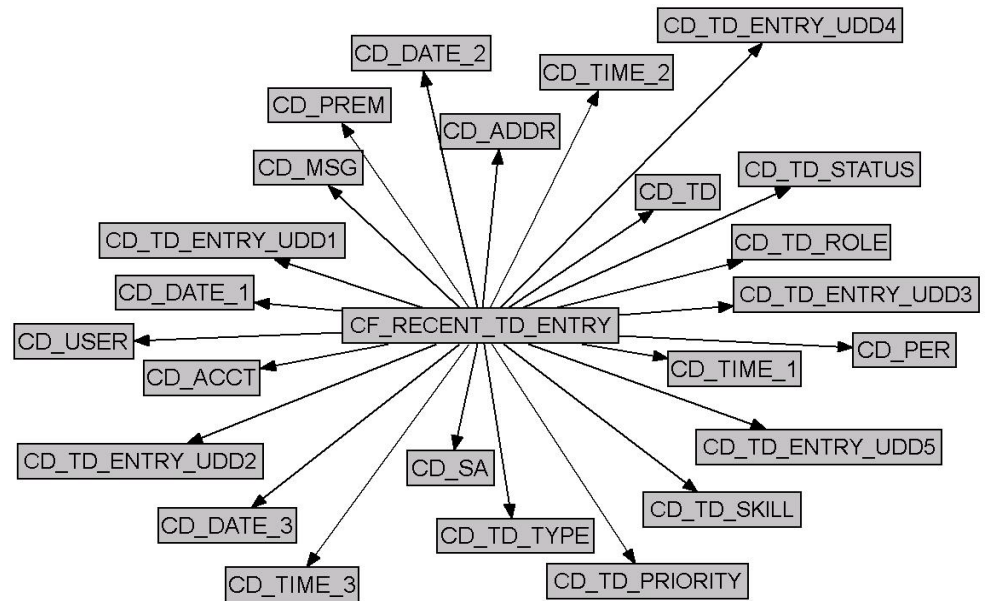 CD_TD_ENTRY_UDD4
CD_DATE_2
CD_TIME_2
CD_PREM
CD_ADDR
CD_MSG
CD_TD_STATUS
CD_TD
CD_TD_ENTRY_UDD1
CD_TD_ROLE
CD_DATE_1
CD_TD_ENTRY_UDD3
CF_RECENT_TD_ENTRY
CD_USER
CD_PER
CD_ACCT
CD_TIME_1
CD_TD_ENTRY_UDD2
CD_SA
CD_TD_ENTRY_UDD5
CD_DATE_3
CD_TD_SKILL
CD_TD_TYPE
CD_TIME_3
CD_TD_PRIORITY